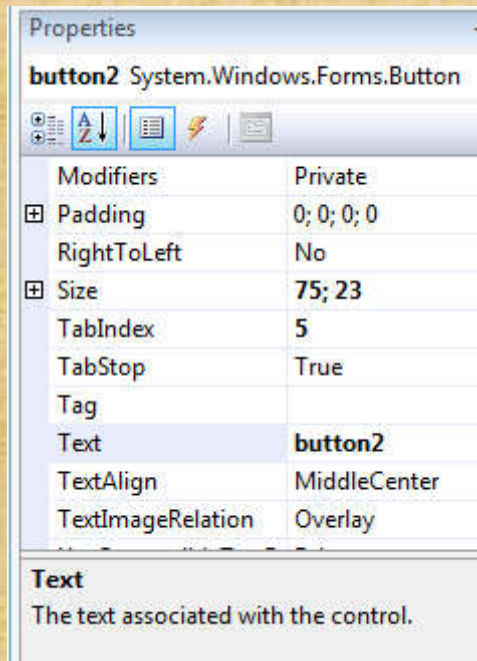 Properties
button2 System.Windows.Forms.Button
Modifiers Private
Padding 0; 0; 0; 0
RightToLeft No
Size 75; 23
TabIndex 5
TabStop True
Tag
Text button2
TextAlign MiddleCenter
TextImageRelation Overlay
Text
The text associated with the control.